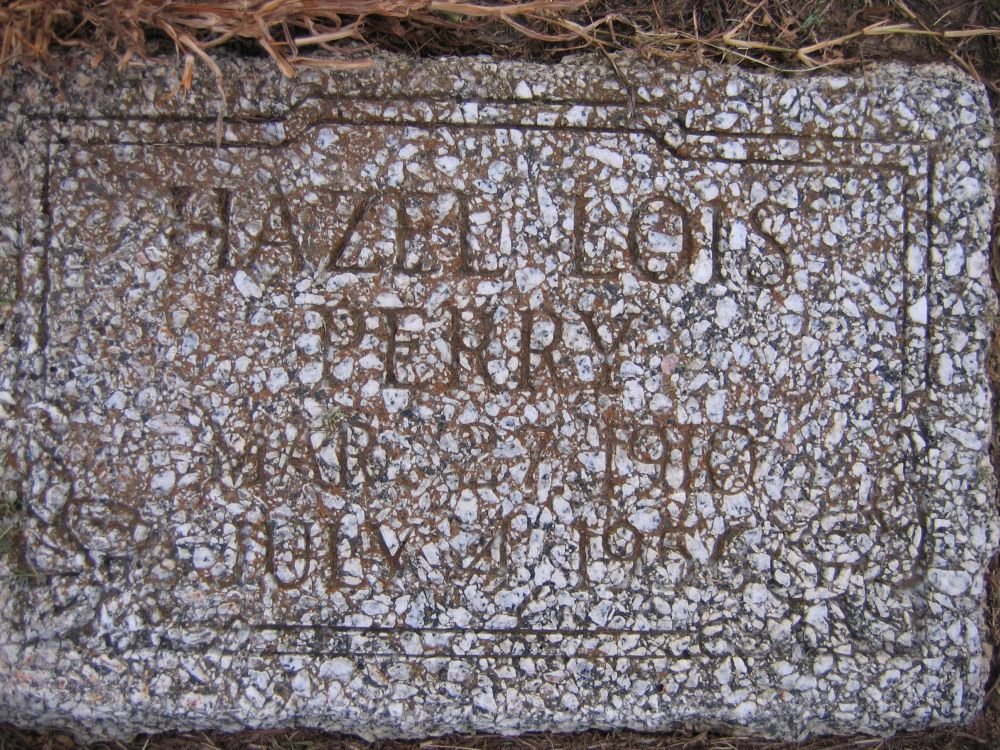 HAZEL LOIS
PERRY
MAR 27 1910
JULY 4